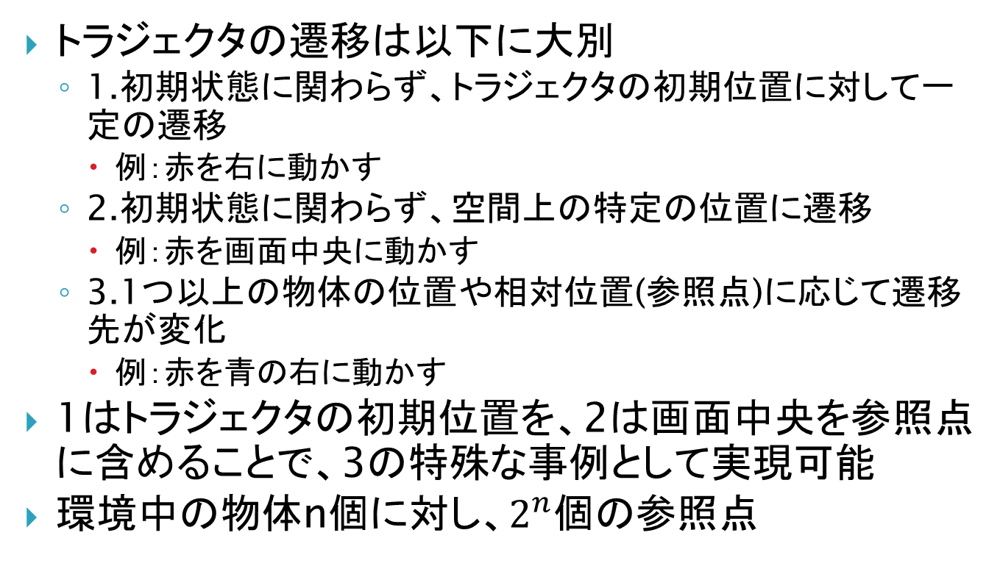 トラジェクタの遷移は以下に大別
1.初期状態に関わらず、トラジェクタの初期位置に対して一
定の遷移
例：赤を右に動かす
2.初期状態に関わらず、空間上の特定の位置に遷移
例：赤を画面中央に動かす
3.1つ以上の物体の位置や相対位置(参照点)に応じて遷移
先が変化
例：赤を青の右に動かす
1はトラジェクタの初期位置を、2は画面中央を参照点
に含めることで、3の特殊な事例として実現可能
環境中の物体n個に対し、2ⁿ個の参照点